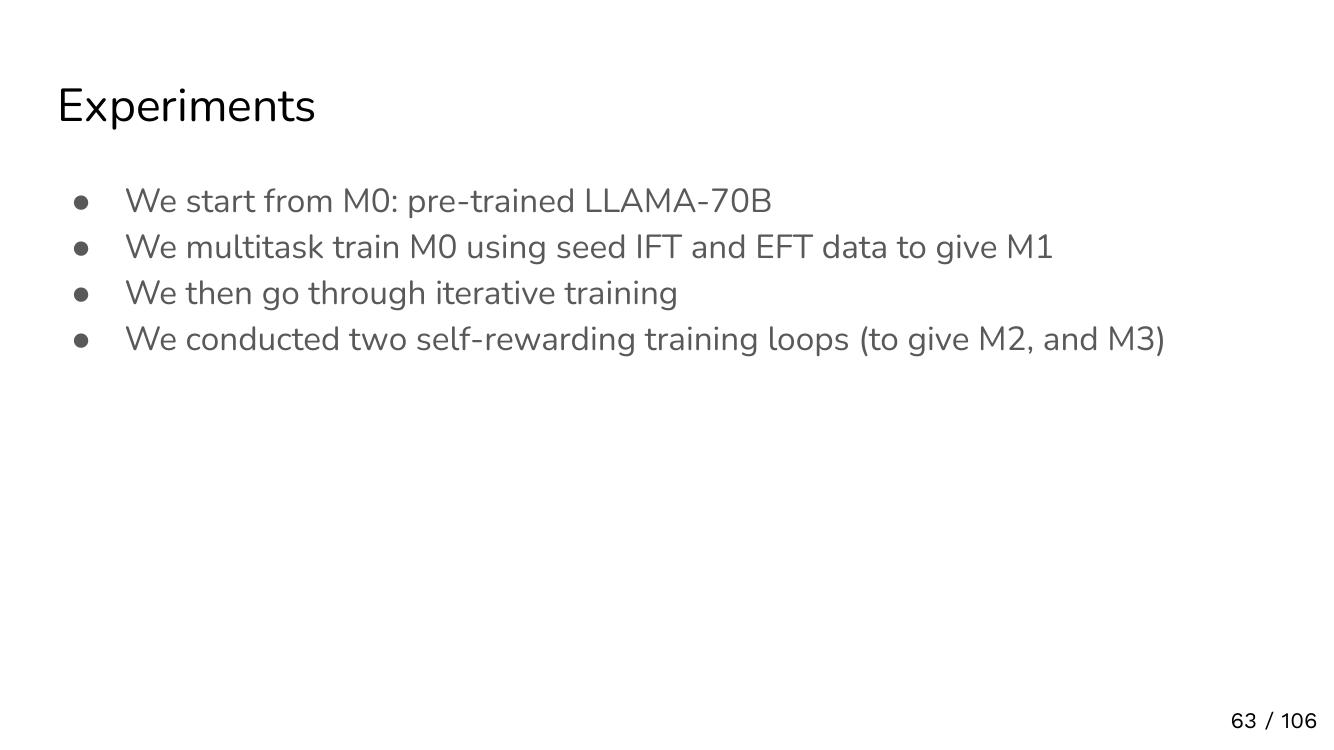 Experiments
● We start from M0: pre-trained LLAMA-70B
● We multitask train M0 using seed IFT and EFT data to give M1
● We then go through iterative training
● We conducted two self-rewarding training loops (to give M2, and M3)
63 / 106